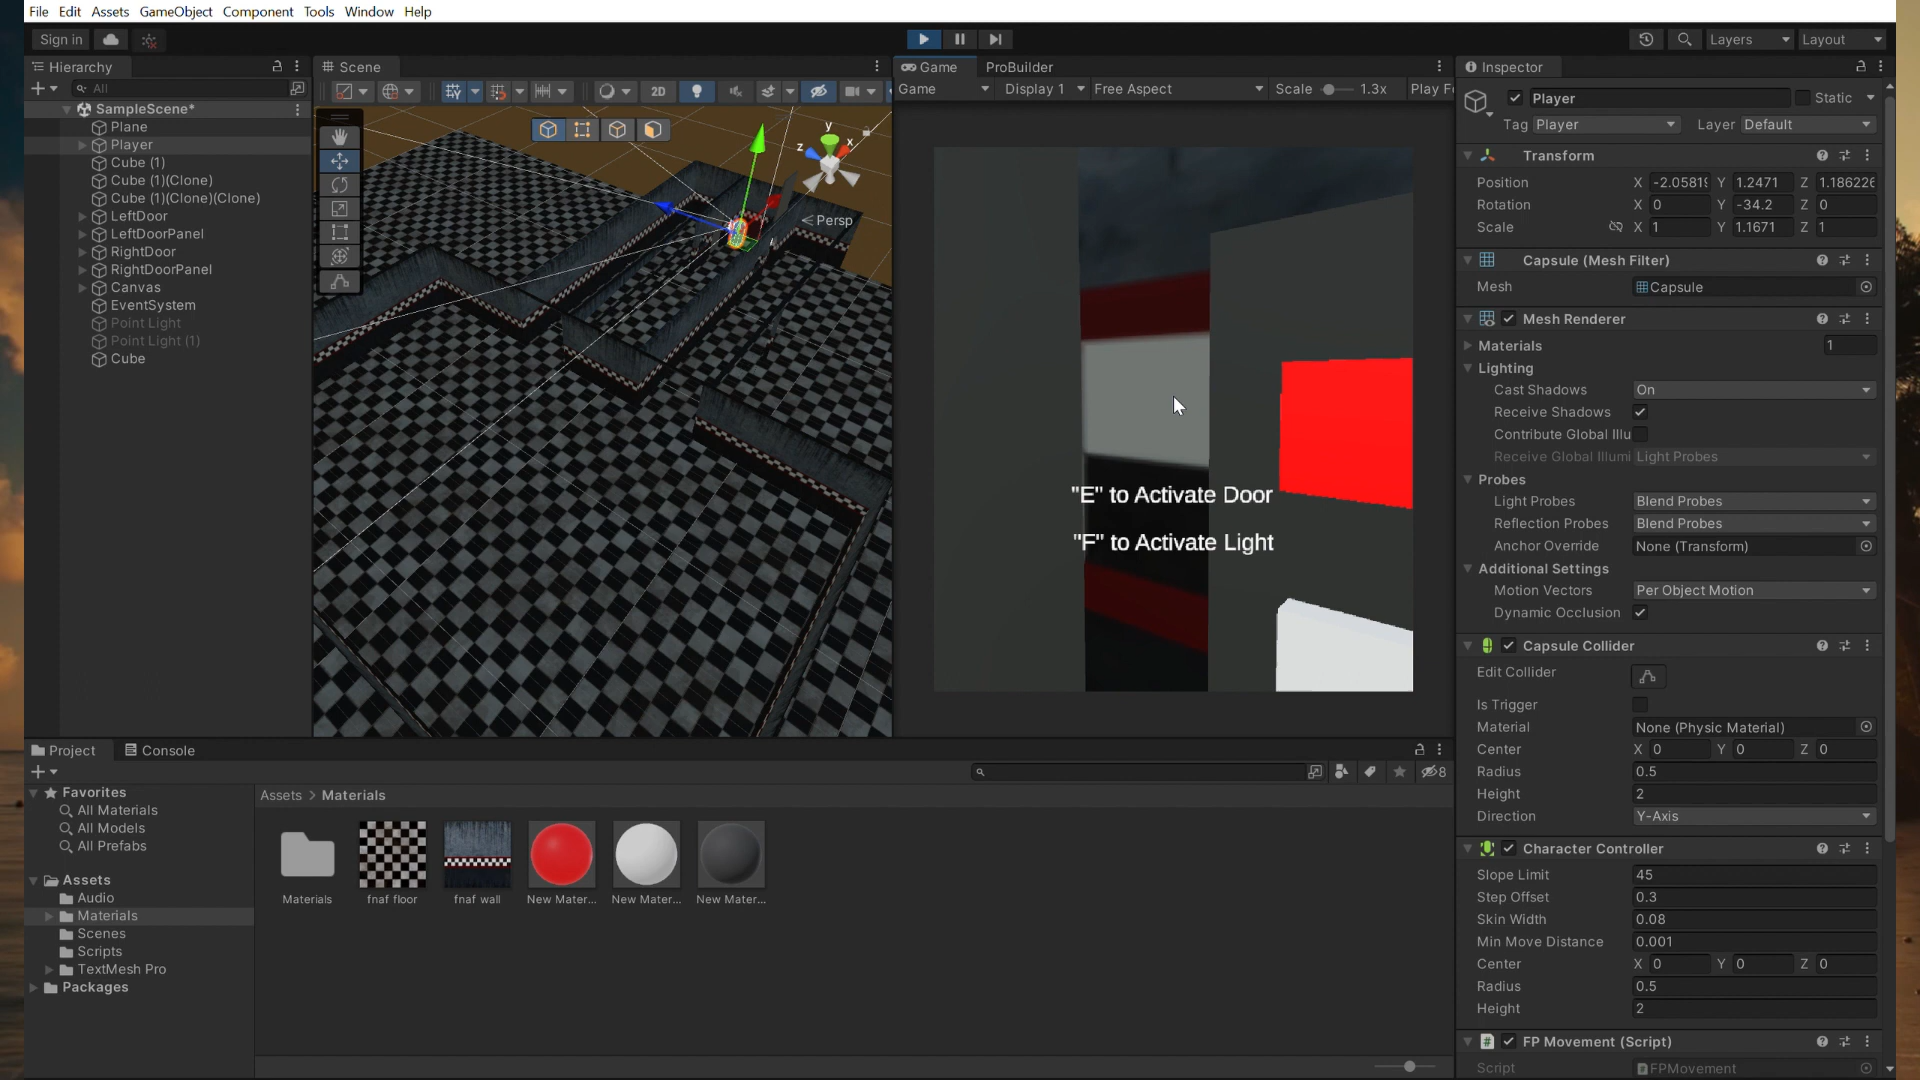 File Edit Assets GameObject Component Tools Window Help
Sign in
Layers Layout
Hierarchy
All
SampleScene*
Plane
Player
Cube (1)
Cube (1)(Clone)
Cube (1)(Clone)(Clone)
LeftDoor
LeftDoorPanel
RightDoor
RightDoorPanel
Canvas
EventSystem
Point Light
Point Light (1)
Cube
Scene
2D
y
x
z
Persp
Game ProBuilder
Game Display 1 Free Aspect Scale 1.3x Play F
"E" to Activate Door
"F" to Activate Light
Inspector
Player Static
Tag Player Layer Default
Transform
Position X -2.0581 Y 1.2471 Z 1.186226
Rotation X 0 Y -34.2 Z 0
Scale X 1 Y 1.1671 Z 1
Capsule (Mesh Filter)
Mesh Capsule
Mesh Renderer
Materials 1
Lighting
Cast Shadows On
Receive Shadows
Contribute Global Illu
Receive Global Illumi Light Probes
Probes
Light Probes Blend Probes
Reflection Probes Blend Probes
Anchor Override None (Transform)
Additional Settings
Motion Vectors Per Object Motion
Dynamic Occlusion
Capsule Collider
Edit Collider
Is Trigger
Material None (Physic Material)
Center X 0 Y 0 Z 0
Radius 0.5
Height 2
Direction Y-Axis
Character Controller
Slope Limit 45
Step Offset 0.3
Skin Width 0.08
Min Move Distance 0.001
Center X 0 Y 0 Z 0
Radius 0.5
Height 2
FP Movement (Script)
Script FPMovement
Project Console
8
Favorites
All Materials
All Models
All Prefabs
Assets
Audio
Materials
Scenes
Scripts
TextMesh Pro
Packages
Assets > Materials
Materials fnaf floor fnaf wall New Mater... New Mater... New Mater...